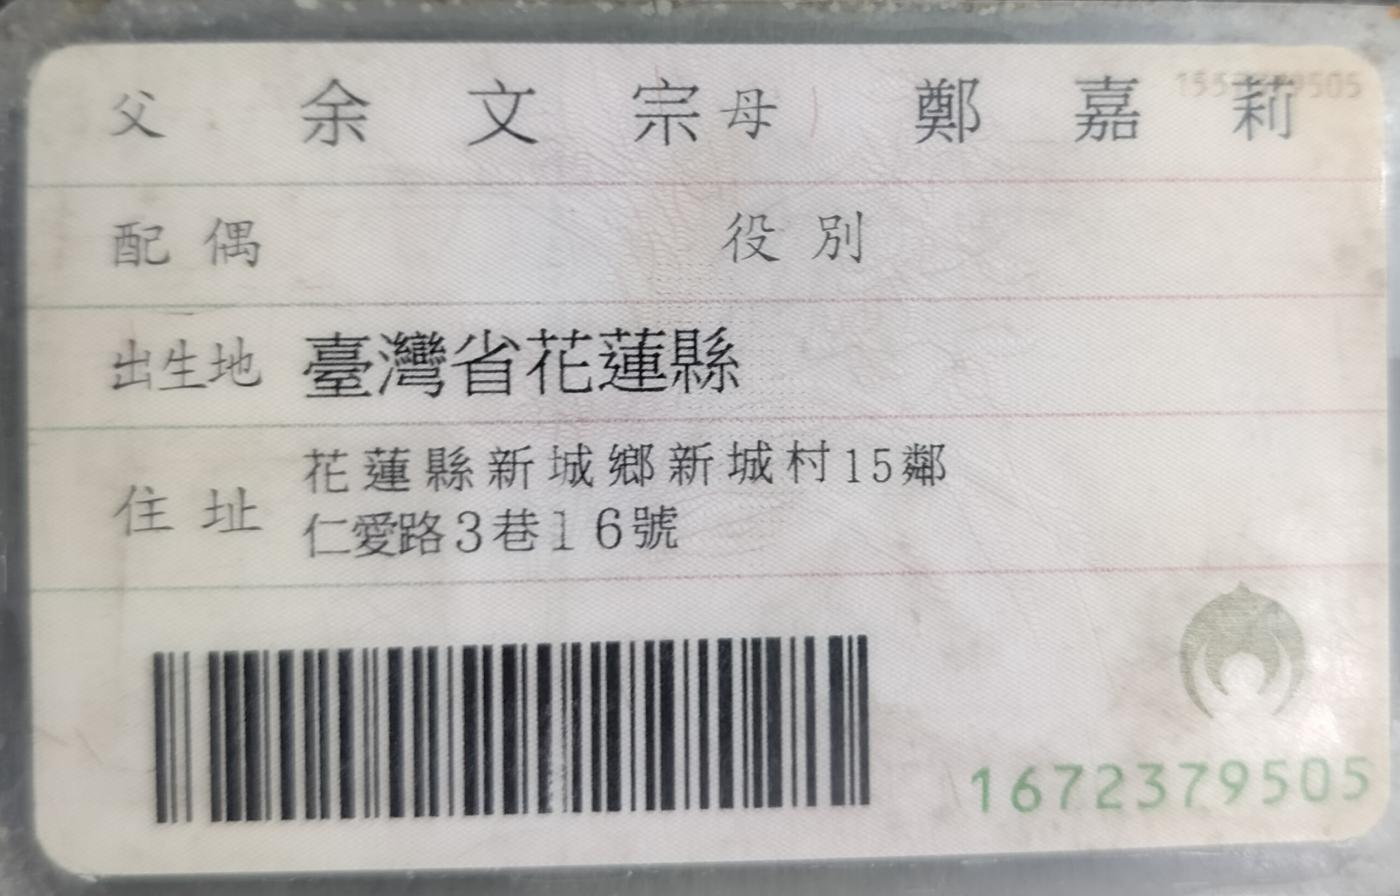 父 余文宗 母 鄭嘉莉
配偶 役別
出生地 臺灣省花蓮縣
住址 花蓮縣新城鄉新城村15鄰
仁愛路3巷16號
1672379505